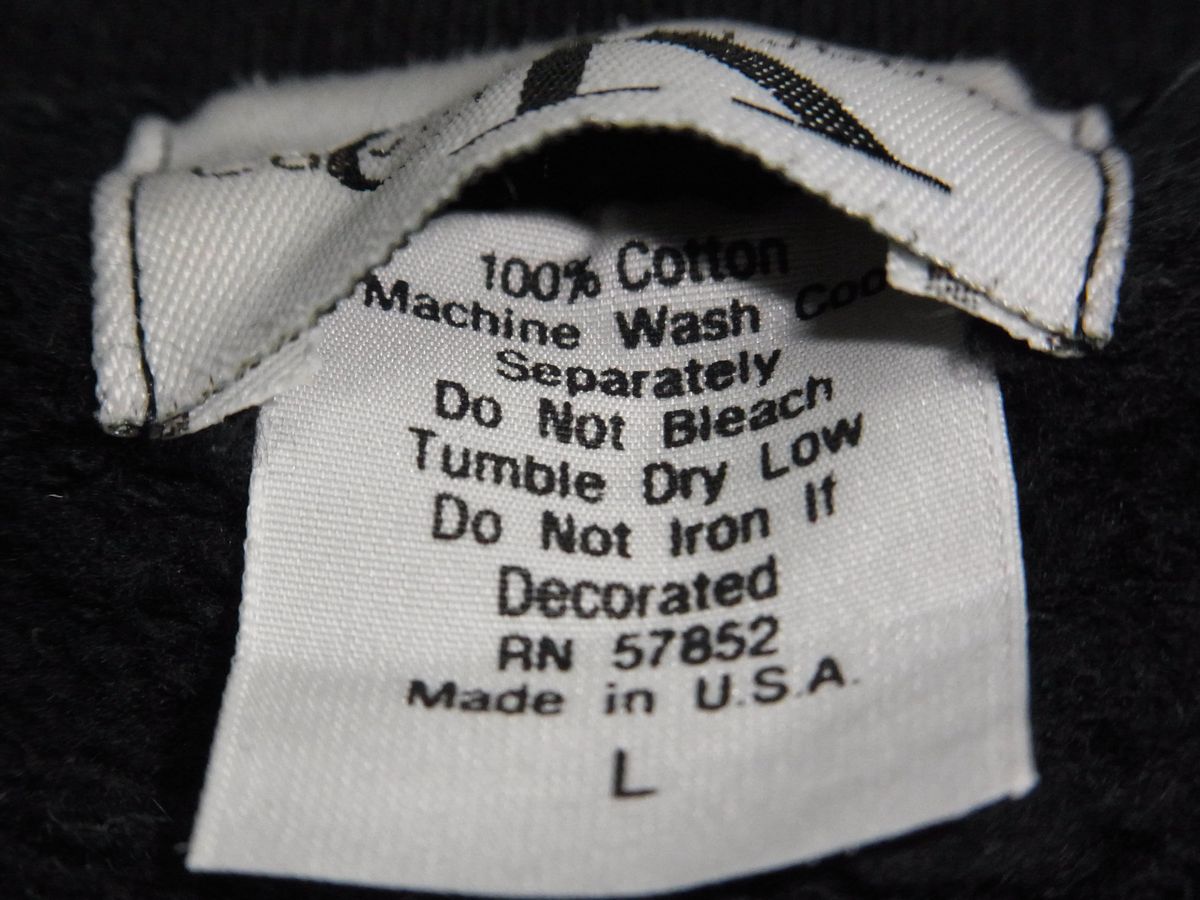 100% Cotton
Machine Wash Coo
Separately
Do Not Bleach
Tumble Dry Low
Do Not Iron If
Decorated
RN 57852
Made in U.S.A.
L